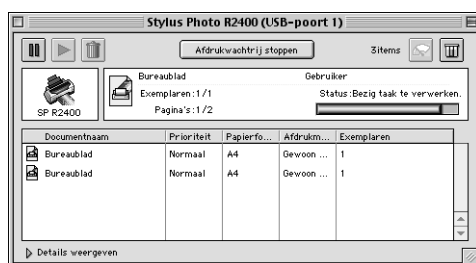 Stylus Photo R2400 (USB-poort 1)
Afdrukwachtrij stoppen
3items
SP R2400
Bureaublad Gebruiker
Exemplaren:1/1 Status:Bezig taak te verwerken.
Pagina's:1/2
Documentnaam Prioriteit Papierfo... Afdrukm... Exemplaren
Bureaublad Normaal A4 Gewoon ... 1
Bureaublad Normaal A4 Gewoon ... 1
Details weergeven